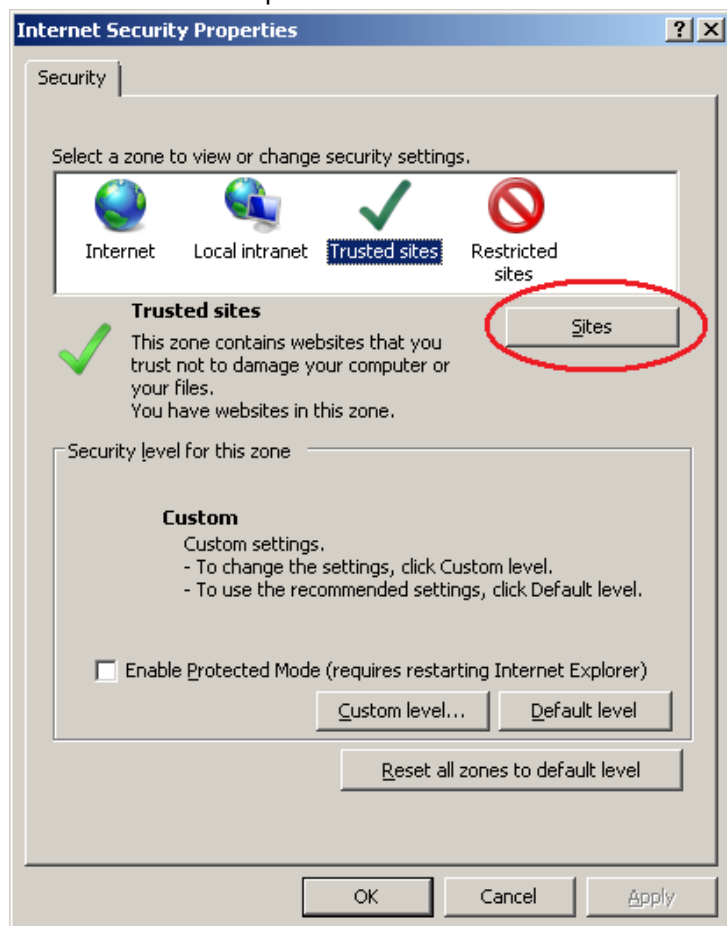 Internet Security Properties
Security
Select a zone to view or change security settings.
Internet Local intranet Trusted sites Restricted
sites
Trusted sites
Sites
This zone contains websites that you
trust not to damage your computer or
your files.
You have websites in this zone.
Security level for this zone
Custom
Custom settings.
- To change the settings, click Custom level.
- To use the recommended settings, click Default level.
Enable Protected Mode (requires restarting Internet Explorer)
Custom level... Default level
Reset all zones to default level
OK Cancel Apply